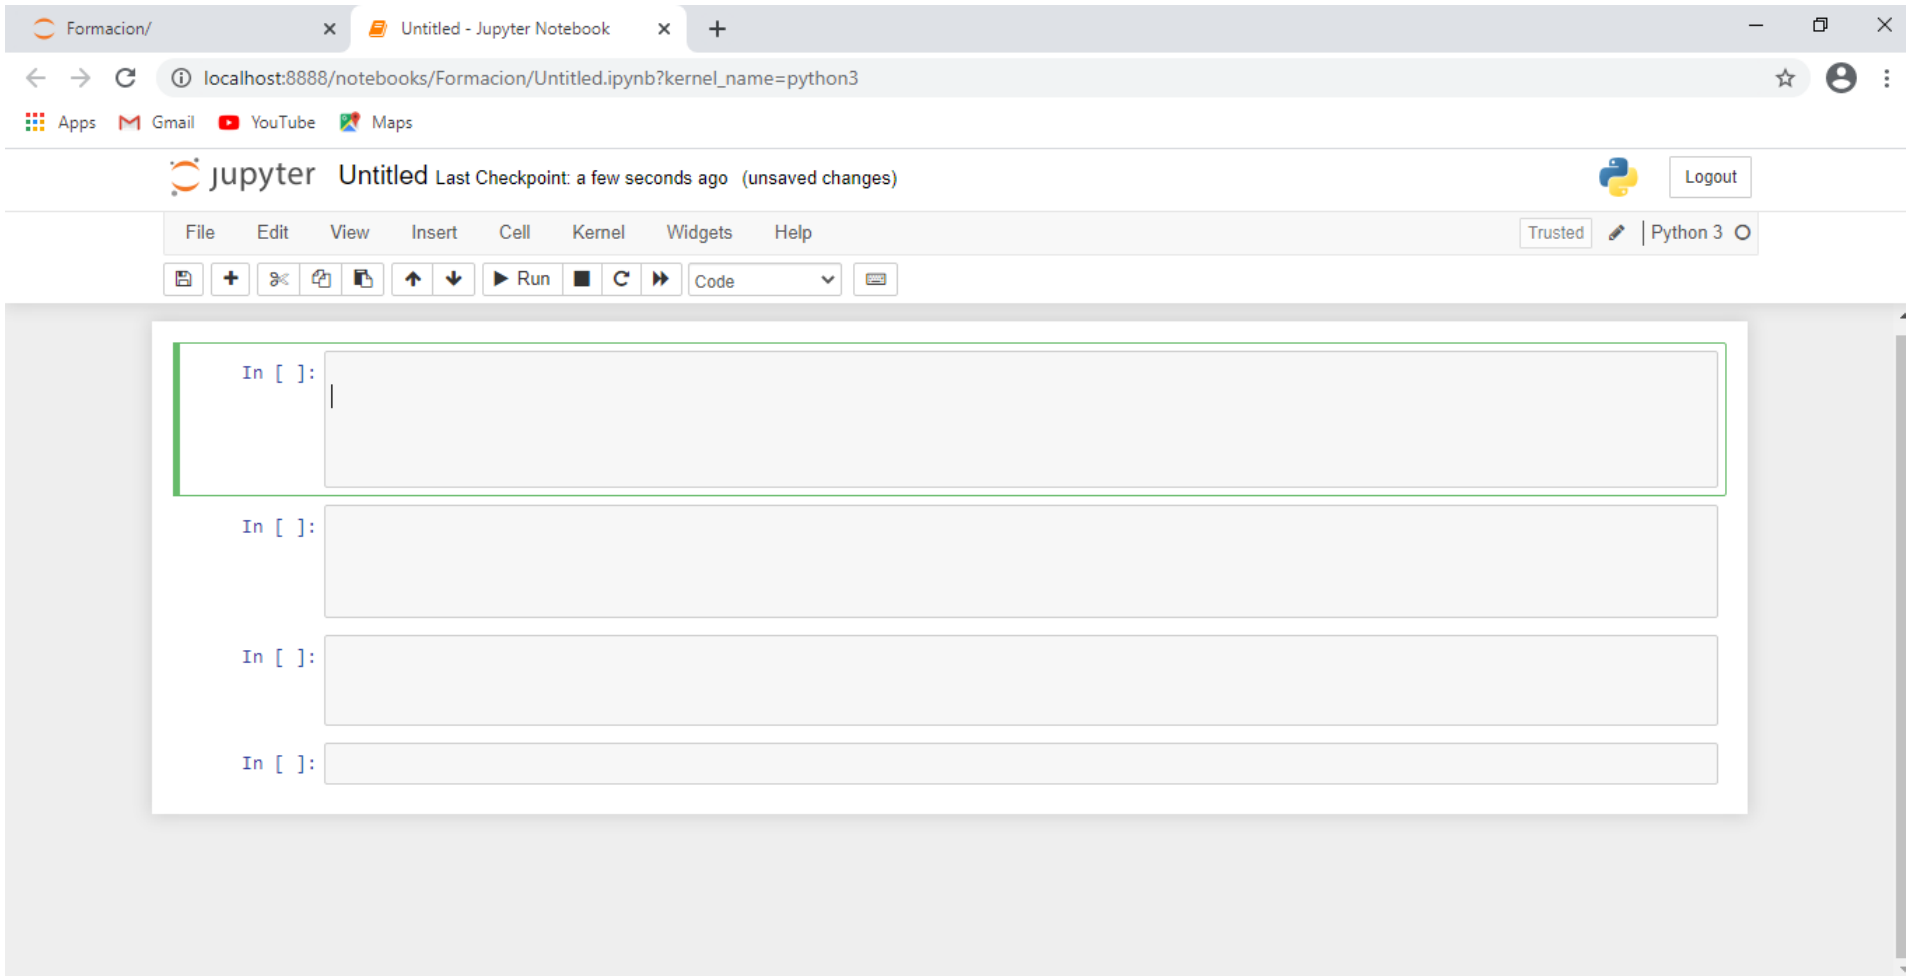 Formacion/
Untitled - Jupyter Notebook
localhost:8888/notebooks/Formacion/Untitled.ipynb?kernel_name=python3
Apps Gmail YouTube Maps
jupyter Untitled Last Checkpoint: a few seconds ago (unsaved changes) Logout
File Edit View Insert Cell Kernel Widgets Help Trusted Python 3
Run Code
In [ ]:
In [ ]:
In [ ]:
In [ ]: